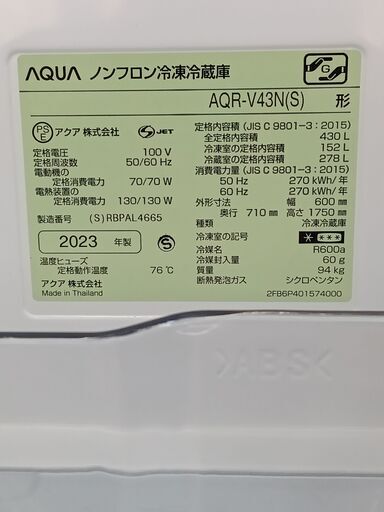 AQUA ノンフロン冷凍冷蔵庫
AQR-V43N(S) 形
PS
E アクア 株式会社 S JET
定格電圧 100 V
定格周波数 50/60 Hz
電動機の
定格消費電力 70/70 W
電熱装置の
定格消費電力 130/130 W
製造番号 (S)RBPAL4665
2023 年製 S
温度ヒューズ
定格動作温度 76℃
アクア 株式会社
Made in Thailand
G
定格内容積 (JIS C 9801-3:2015)
全定格内容積 430 L
冷凍室の定格内容積 152 L
冷蔵室の定格内容積 278 L
消費電力量 (JIS C 9801-3:2015)
50 Hz 270 kWh/年
60 Hz 270 kWh/年
外形寸法 幅 600 mm
奥行 710 mm 高さ 1750 mm
種類 冷凍冷蔵庫
冷凍室の記号
冷媒名 R600a
冷媒封入量 60 g
質量 94 kg
断熱発泡ガス シクロペンタン
2FB6P401574000
>ABS<